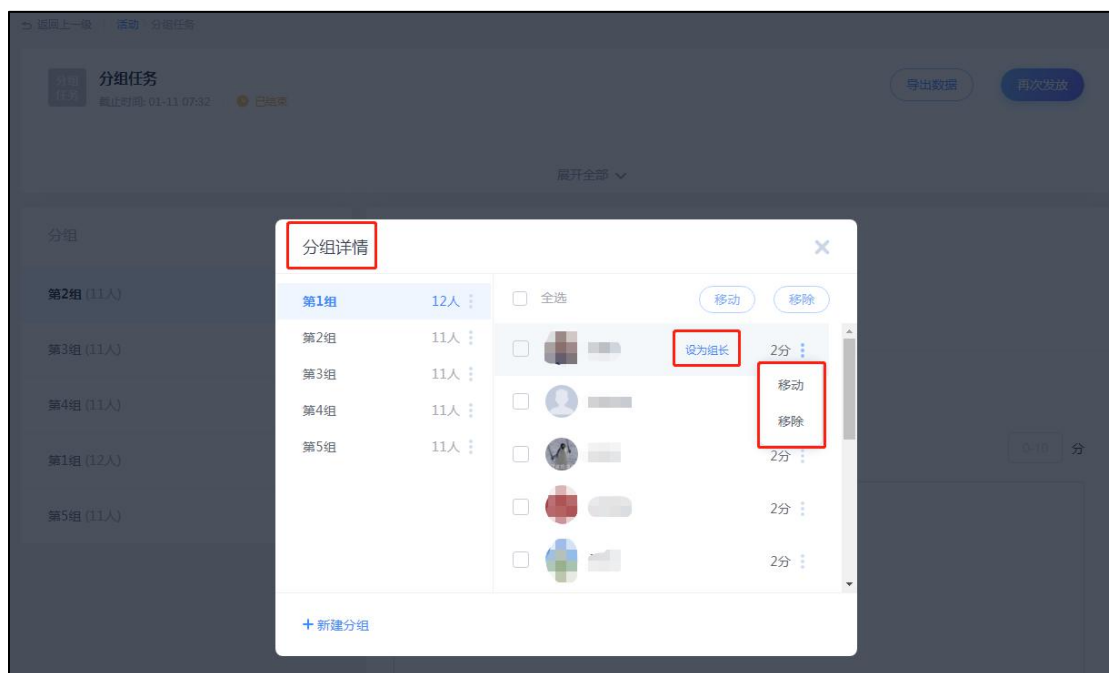 返回上一级 活动 分组任务
分组任务
分组任务
截止时间: 01-11 07:32 已结束
导出数据
再次发放
展开全部
分组
第2组 (11人)
第3组 (11人)
第4组 (11人)
第1组 (12人)
第5组 (11人)
0-10 分
分组详情
第1组 12人
第2组 11人
第3组 11人
第4组 11人
第5组 11人
全选 移动 移除
设为组长 2分
移动
移除
2分
2分
2分
+ 新建分组